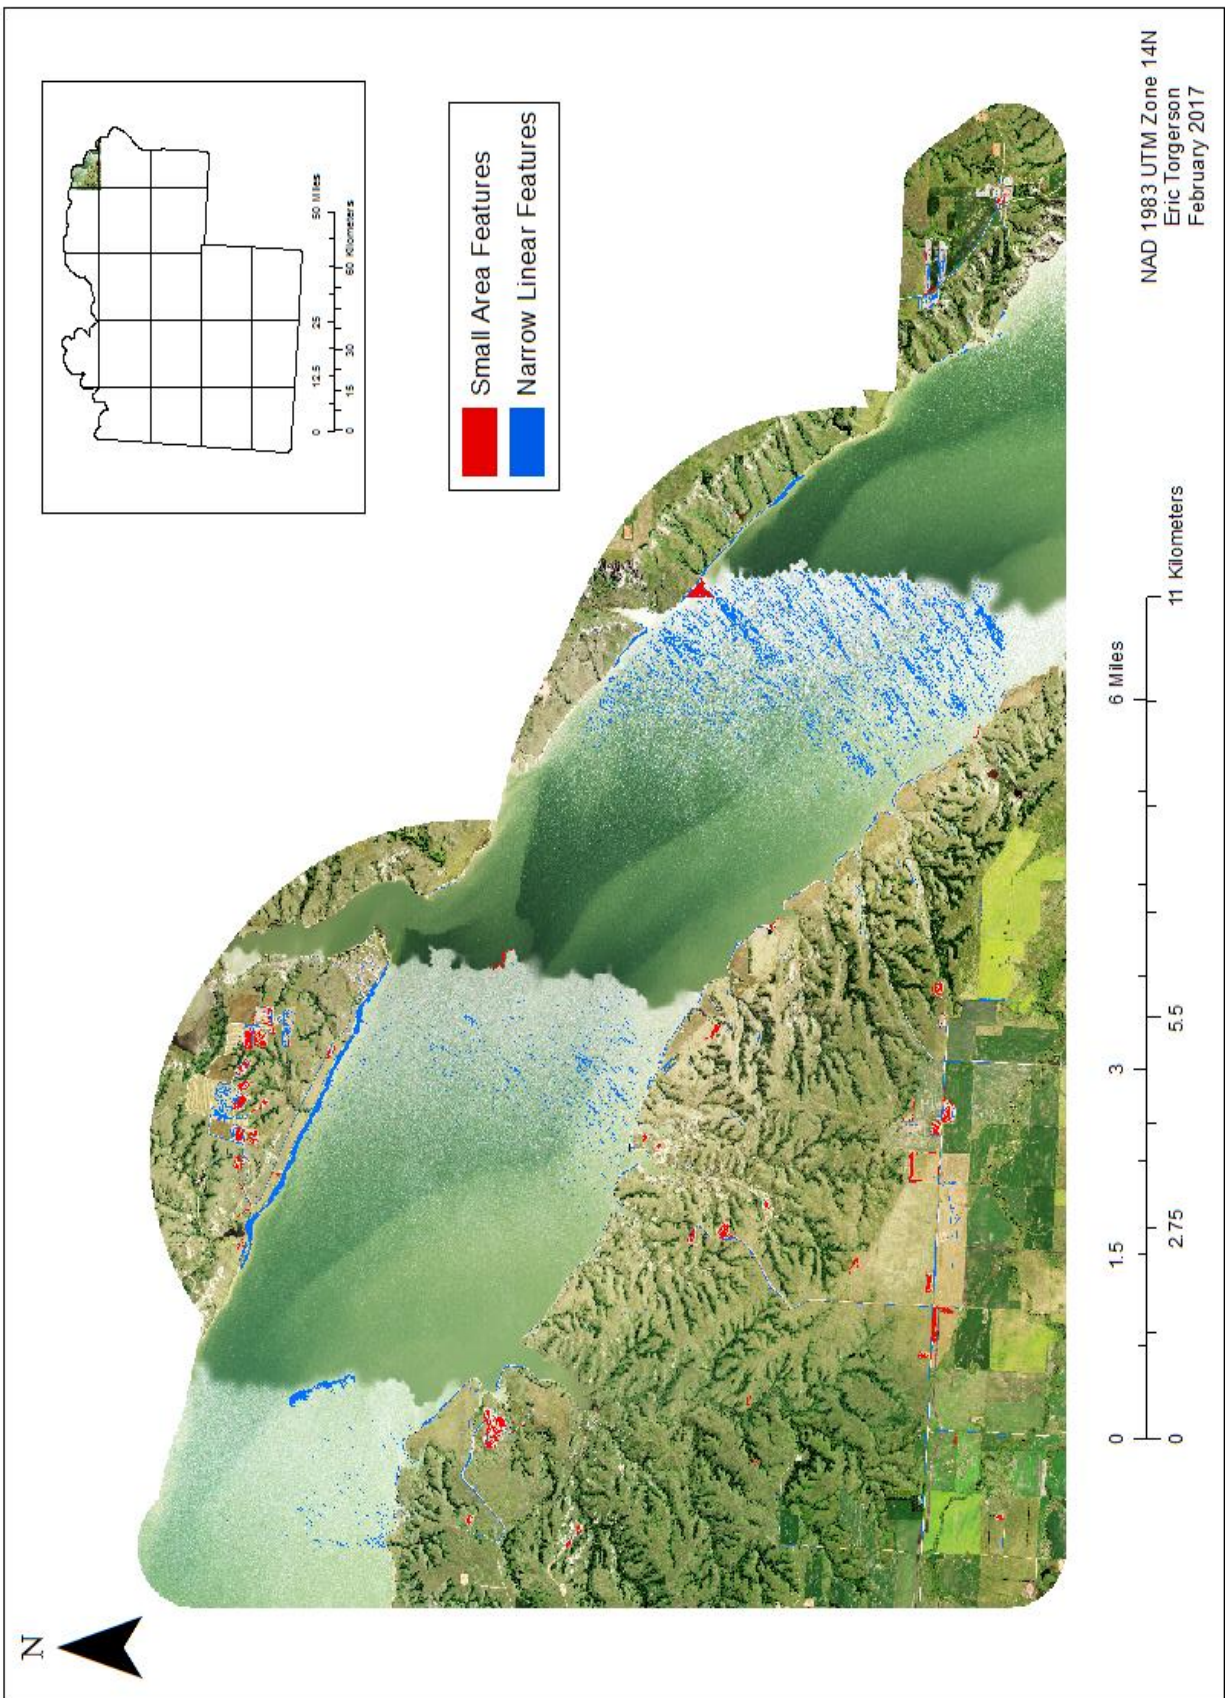 N
0 12.5 25 50 Miles
0 15 30 60 Kilometers
Small Area Features
Narrow Linear Features
0 1.5 3 6 Miles
0 2.75 5.5 11 Kilometers
NAD 1983 UTM Zone 14N
Eric Torgerson
February 2017